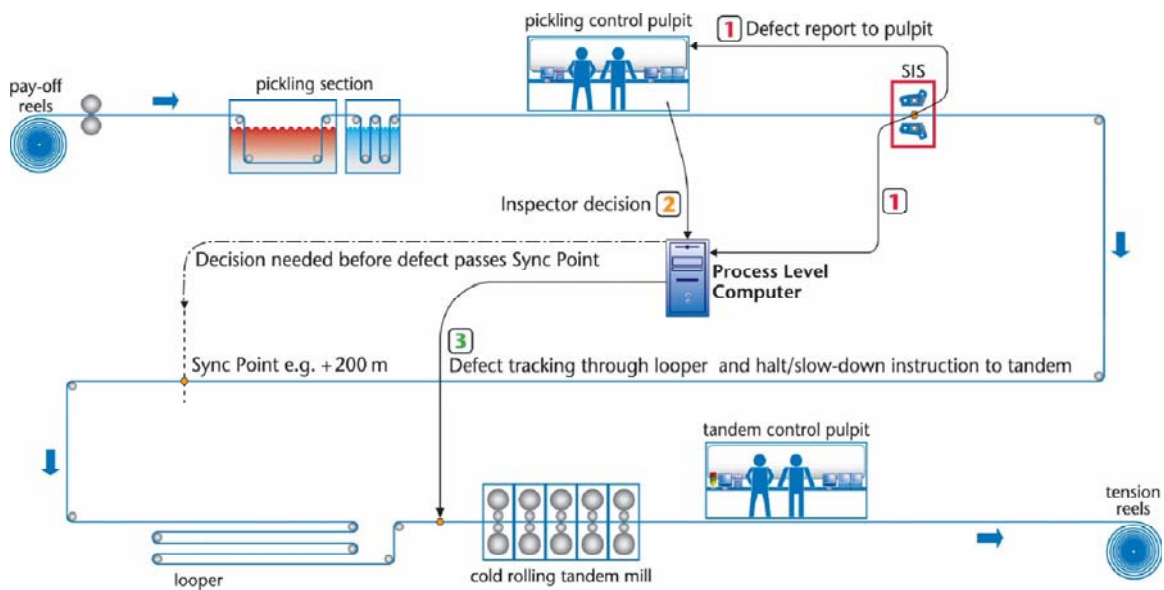 pickling control pulpit
1 Defect report to pulpit
SIS
pay-off
reels
pickling section
1
Inspector decision 2
Decision needed before defect passes Sync Point
Process Level
Computer
3
Sync Point e.g. +200 m
Defect tracking through looper and halt/slow-down instruction to tandem
tandem control pulpit
tension
reels
looper
cold rolling tandem mill